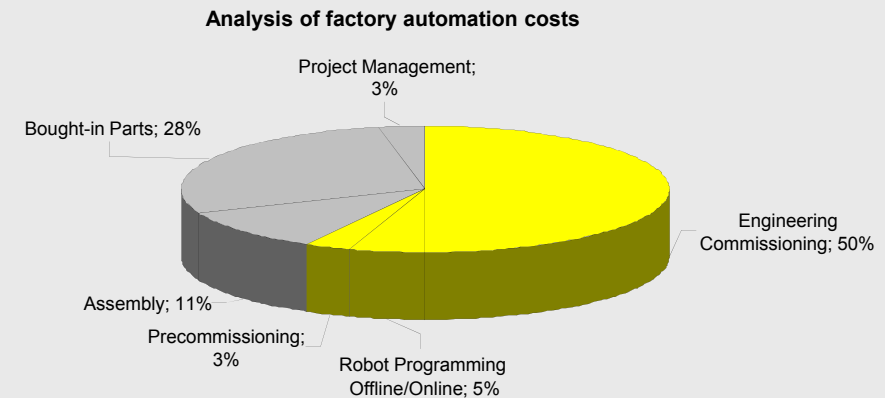 Analysis of factory automation costs
Project Management;
3%
Bought-in Parts; 28%
Engineering
Commissioning; 50%
Assembly; 11%
Precommissioning;
3%
Robot Programming
Offline/Online; 5%